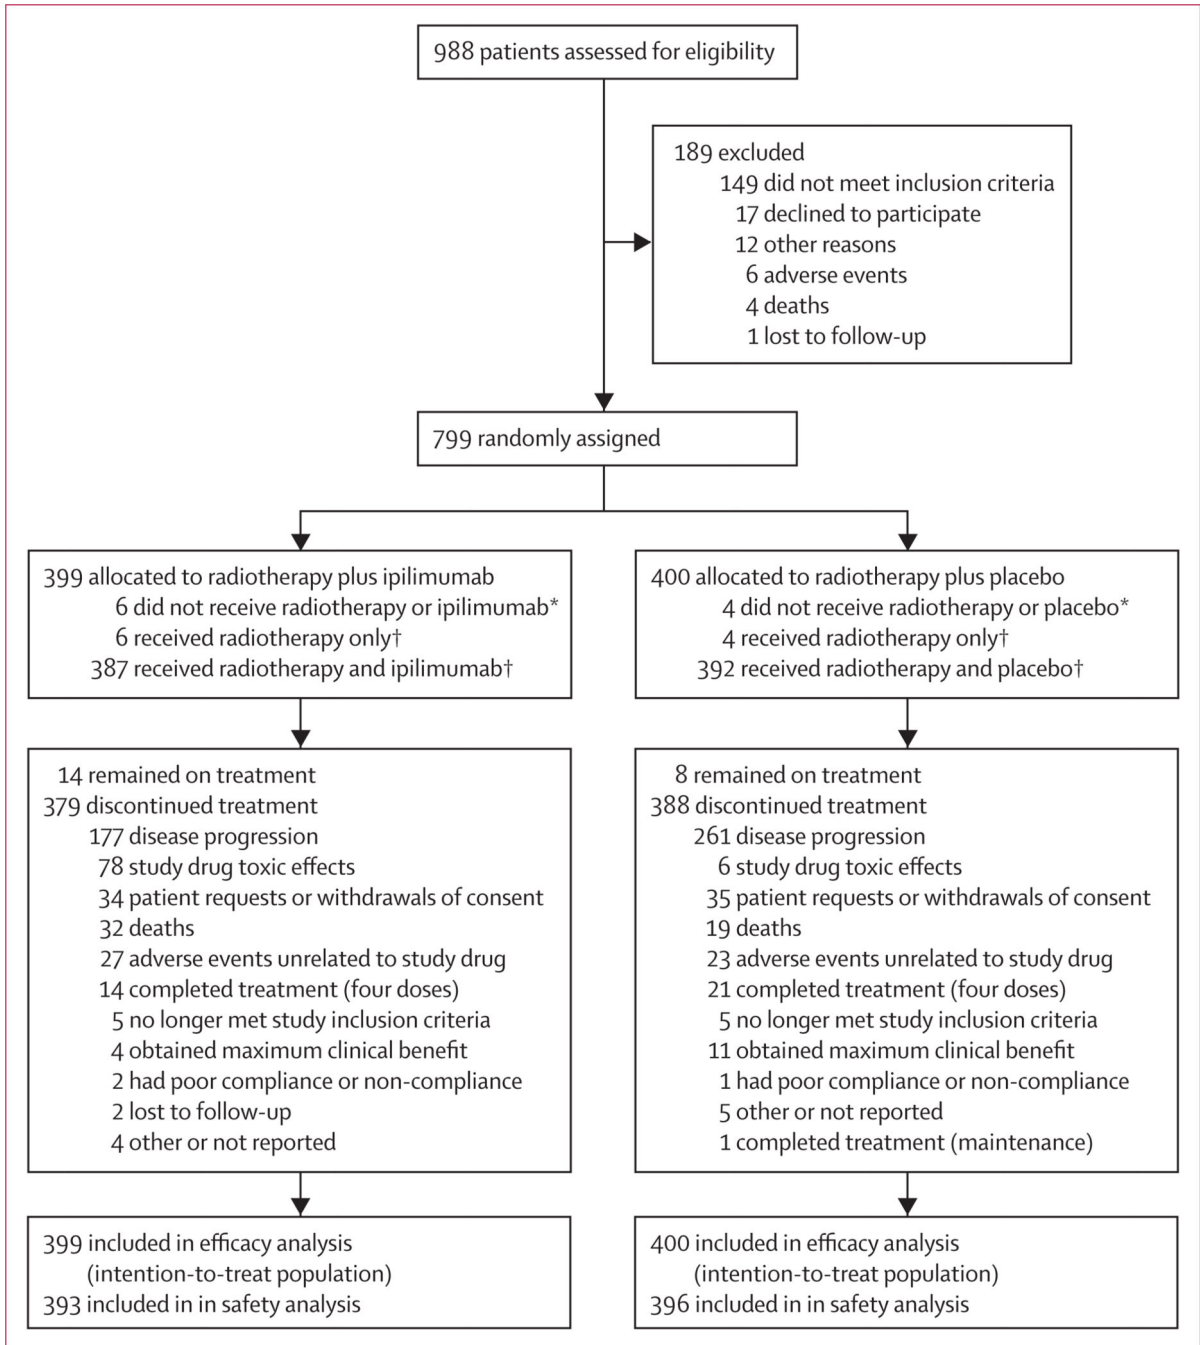 988 patients assessed for eligibility
189 excluded
149 did not meet inclusion criteria
17 declined to participate
12 other reasons
6 adverse events
4 deaths
1 lost to follow-up
799 randomly assigned
399 allocated to radiotherapy plus ipilimumab
6 did not receive radiotherapy or ipilimumab*
6 received radiotherapy only†
387 received radiotherapy and ipilimumab†
400 allocated to radiotherapy plus placebo
4 did not receive radiotherapy or placebo*
4 received radiotherapy only†
392 received radiotherapy and placebo†
14 remained on treatment
379 discontinued treatment
177 disease progression
78 study drug toxic effects
34 patient requests or withdrawals of consent
32 deaths
27 adverse events unrelated to study drug
14 completed treatment (four doses)
5 no longer met study inclusion criteria
4 obtained maximum clinical benefit
2 had poor compliance or non-compliance
2 lost to follow-up
4 other or not reported
8 remained on treatment
388 discontinued treatment
261 disease progression
6 study drug toxic effects
35 patient requests or withdrawals of consent
19 deaths
23 adverse events unrelated to study drug
21 completed treatment (four doses)
5 no longer met study inclusion criteria
11 obtained maximum clinical benefit
1 had poor compliance or non-compliance
5 other or not reported
1 completed treatment (maintenance)
399 included in efficacy analysis
(intention-to-treat population)
393 included in in safety analysis
400 included in efficacy analysis
(intention-to-treat population)
396 included in in safety analysis